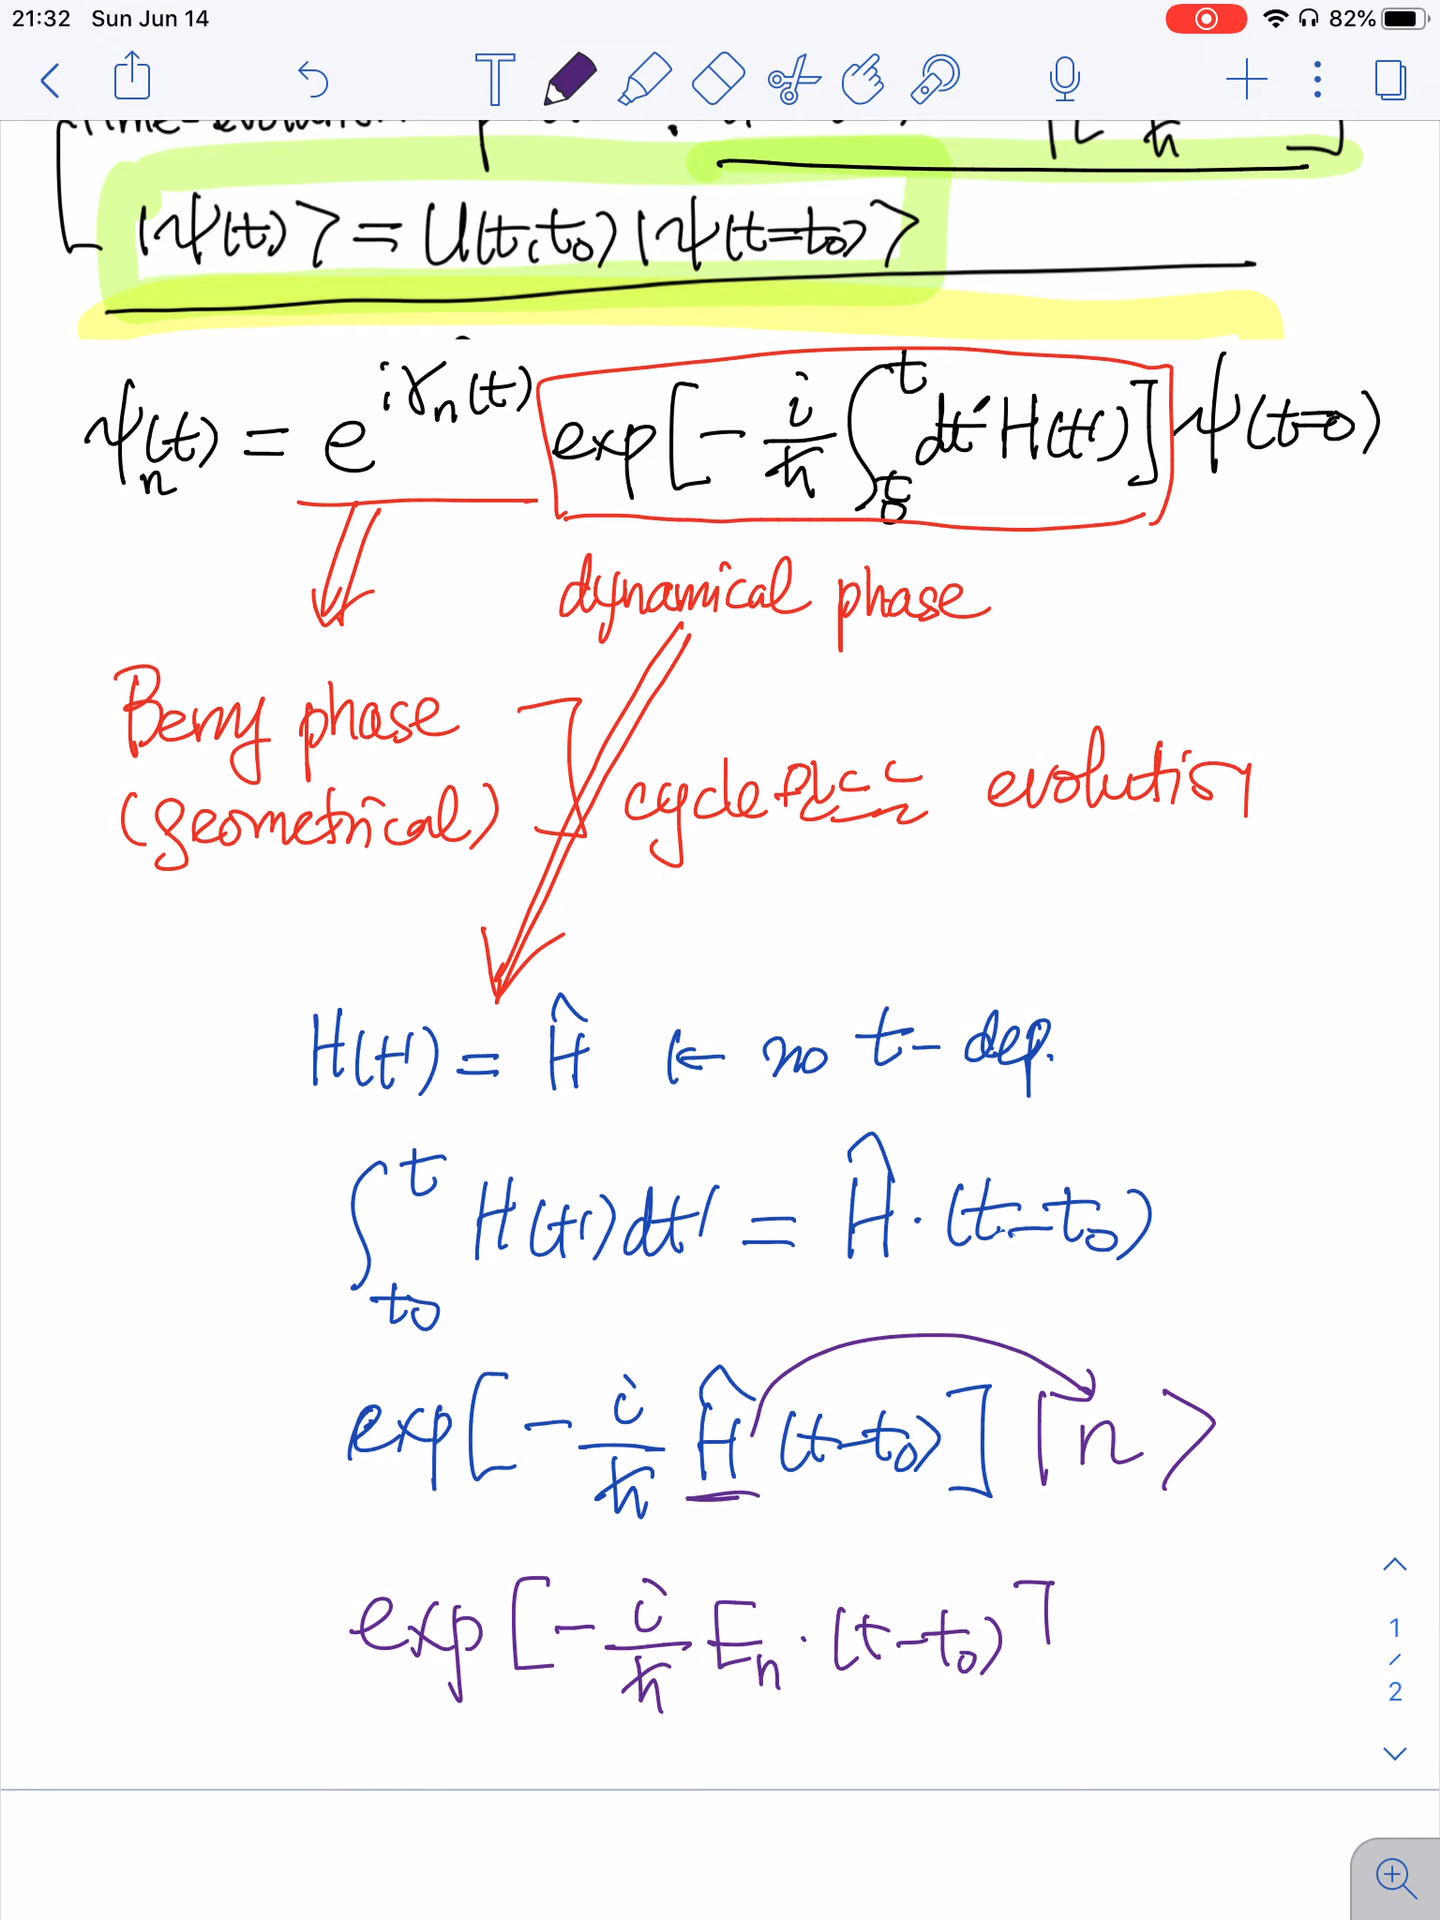 21:32 Sun Jun 14 82%
T
|ψ(t)> = U(t,t₀)|ψ(t=t₀)>
ψₙ(t) = e^{iγₙ(t)} exp[-i/ħ ∫_{t₀}^{t} dt' H(t')] ψ(t=0)
dynamical phase
Berry phase
(geometrical)
cycle evolution
H(t') = Ĥ ← no t-dep.
∫_{t₀}^{t} H(t')dt' = Ĥ·(t-t₀)
exp[-i/ħ Ĥ (t-t₀)] |n>
exp[-i/ħ Eₙ·(t-t₀)]
1
/
2